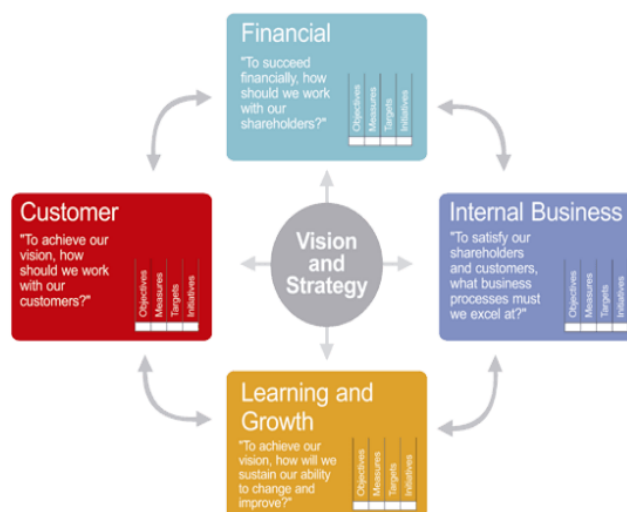 Financial
"To succeed
financially, how
should we work
with our
shareholders?"
Objectives
Measures
Targets
Initiatives
Customer
"To achieve our
vision, how
should we work
with our
customers?"
Objectives
Measures
Targets
Initiatives
Vision
and
Strategy
Internal Business
"To satisfy our
shareholders
and customers,
what business
processes must
we excel at?"
Objectives
Measures
Targets
Initiatives
Learning and
Growth
"To achieve our
vision, how will we
sustain our ability
to change and
improve?"
Objectives
Measures
Targets
Initiatives